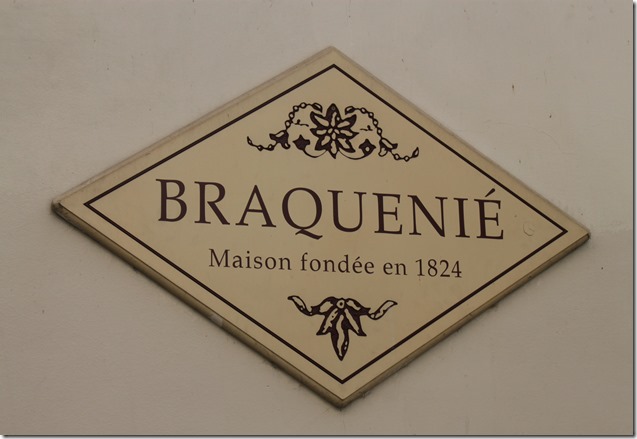 BRAQUENIÉ
Maison fondée en 1824